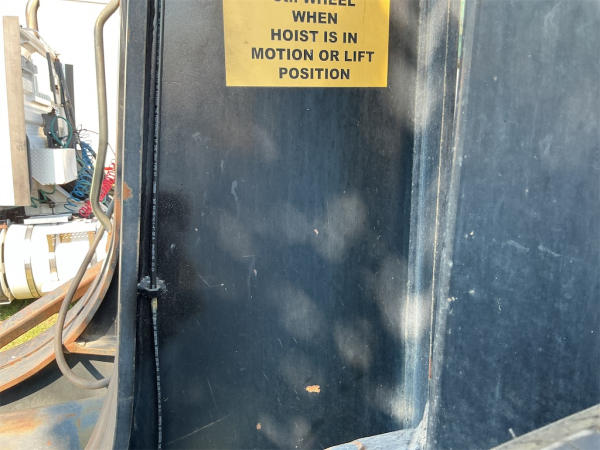 WHEEL
WHEN
HOIST IS IN
MOTION OR LIFT
POSITION